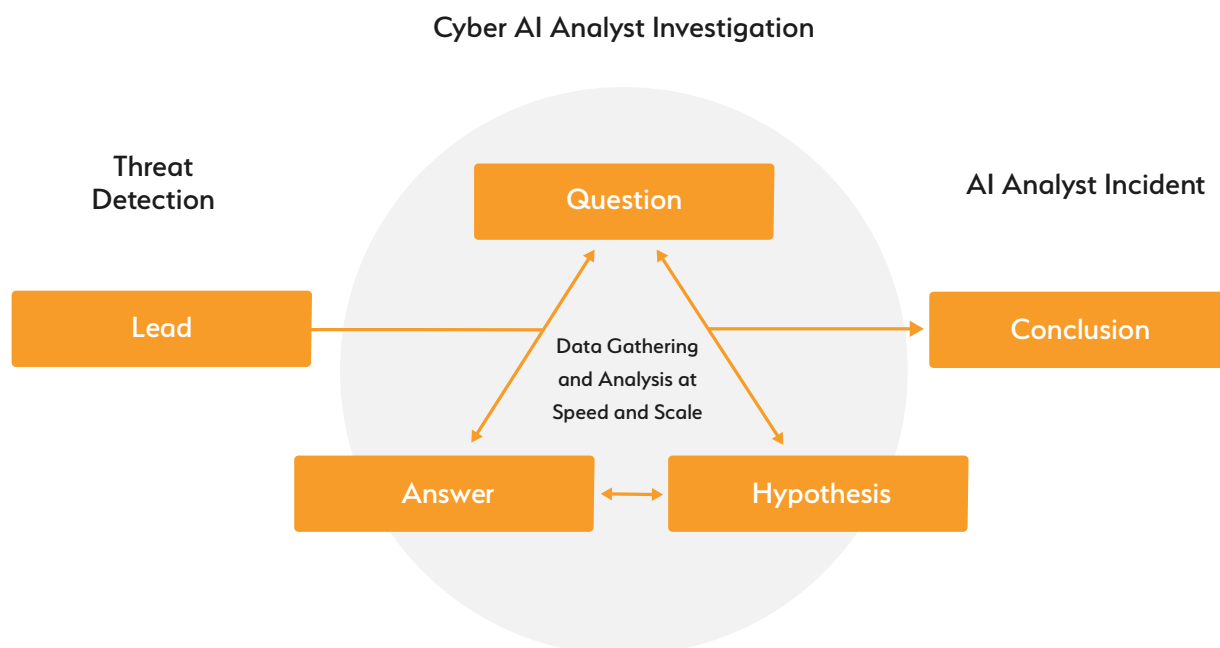 Cyber AI Analyst Investigation
Threat
Detection
AI Analyst Incident
Question
Lead
Conclusion
Data Gathering
and Analysis at
Speed and Scale
Answer
Hypothesis